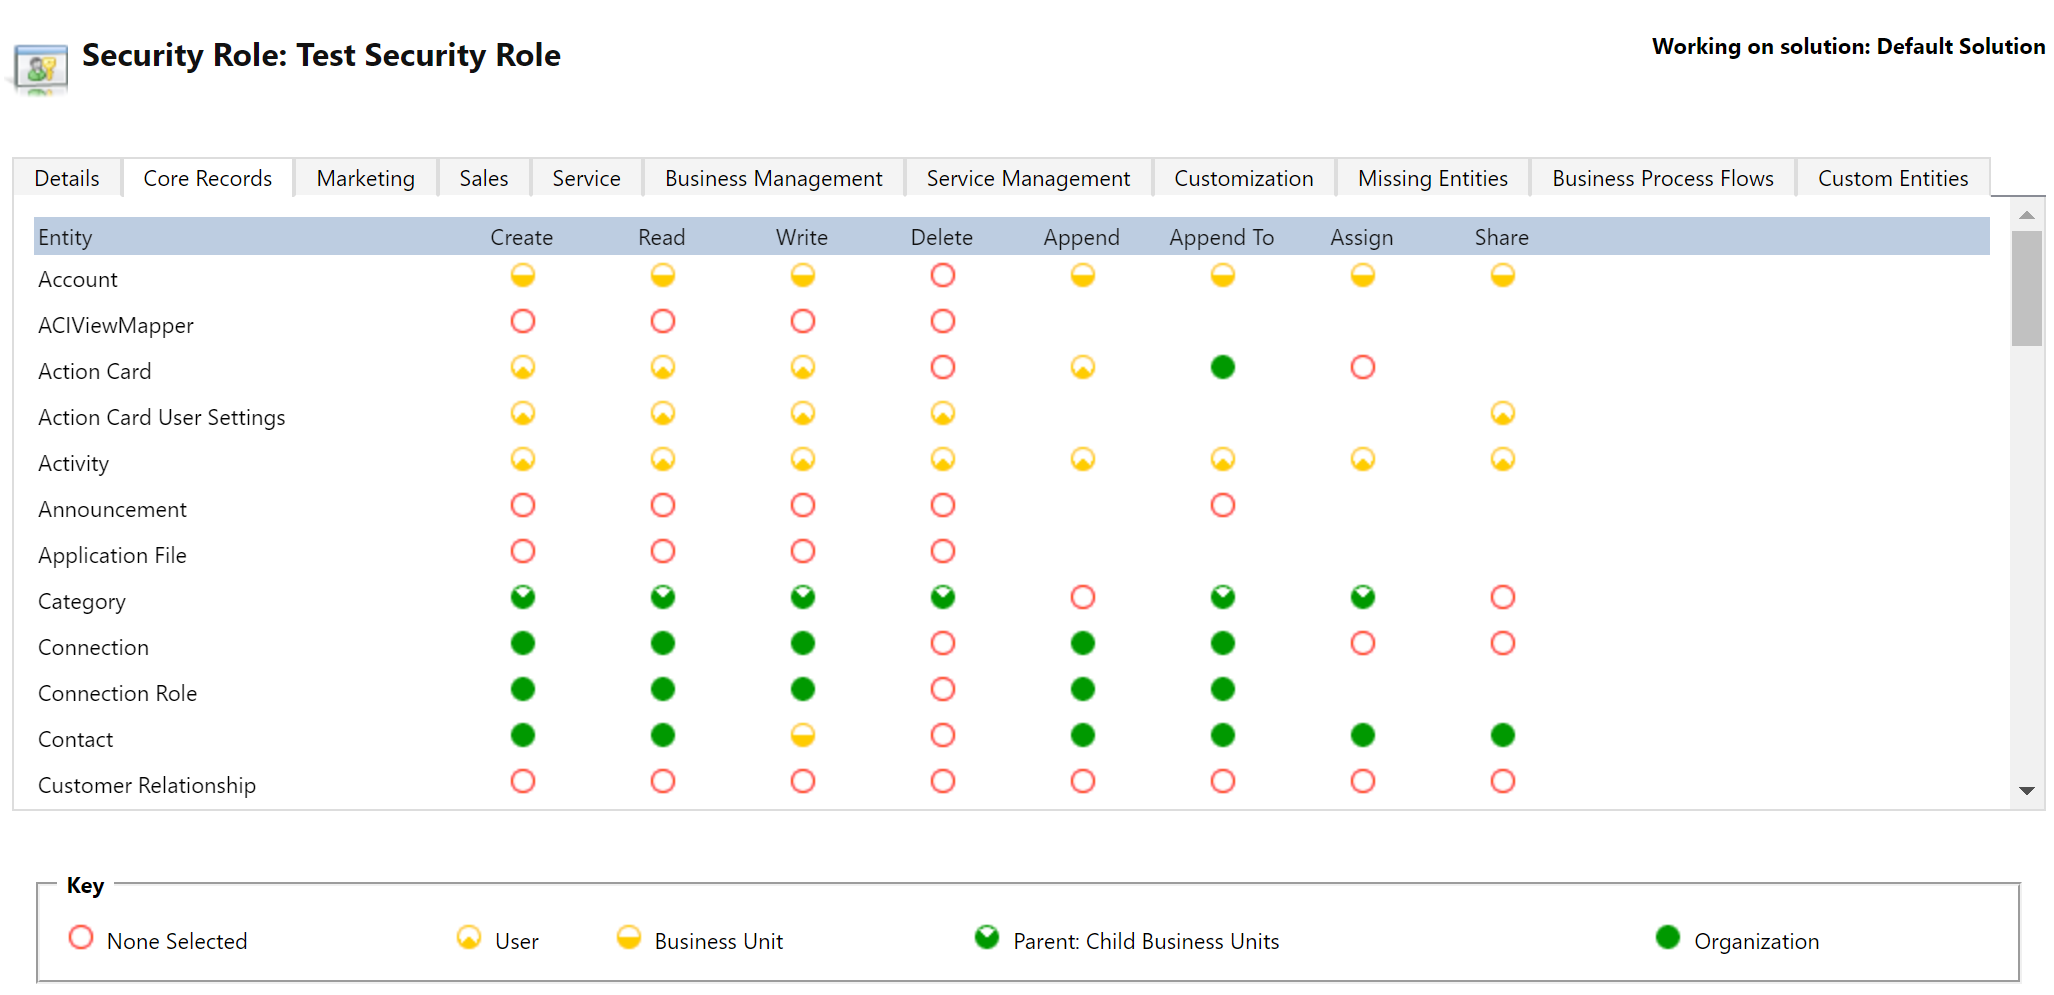 Security Role: Test Security Role
Working on solution: Default Solution
Details Core Records Marketing Sales Service Business Management Service Management Customization Missing Entities Business Process Flows Custom Entities
Entity Create Read Write Delete Append Append To Assign Share
Account
ACIViewMapper
Action Card
Action Card User Settings
Activity
Announcement
Application File
Category
Connection
Connection Role
Contact
Customer Relationship
Key
None Selected User Business Unit Parent: Child Business Units Organization